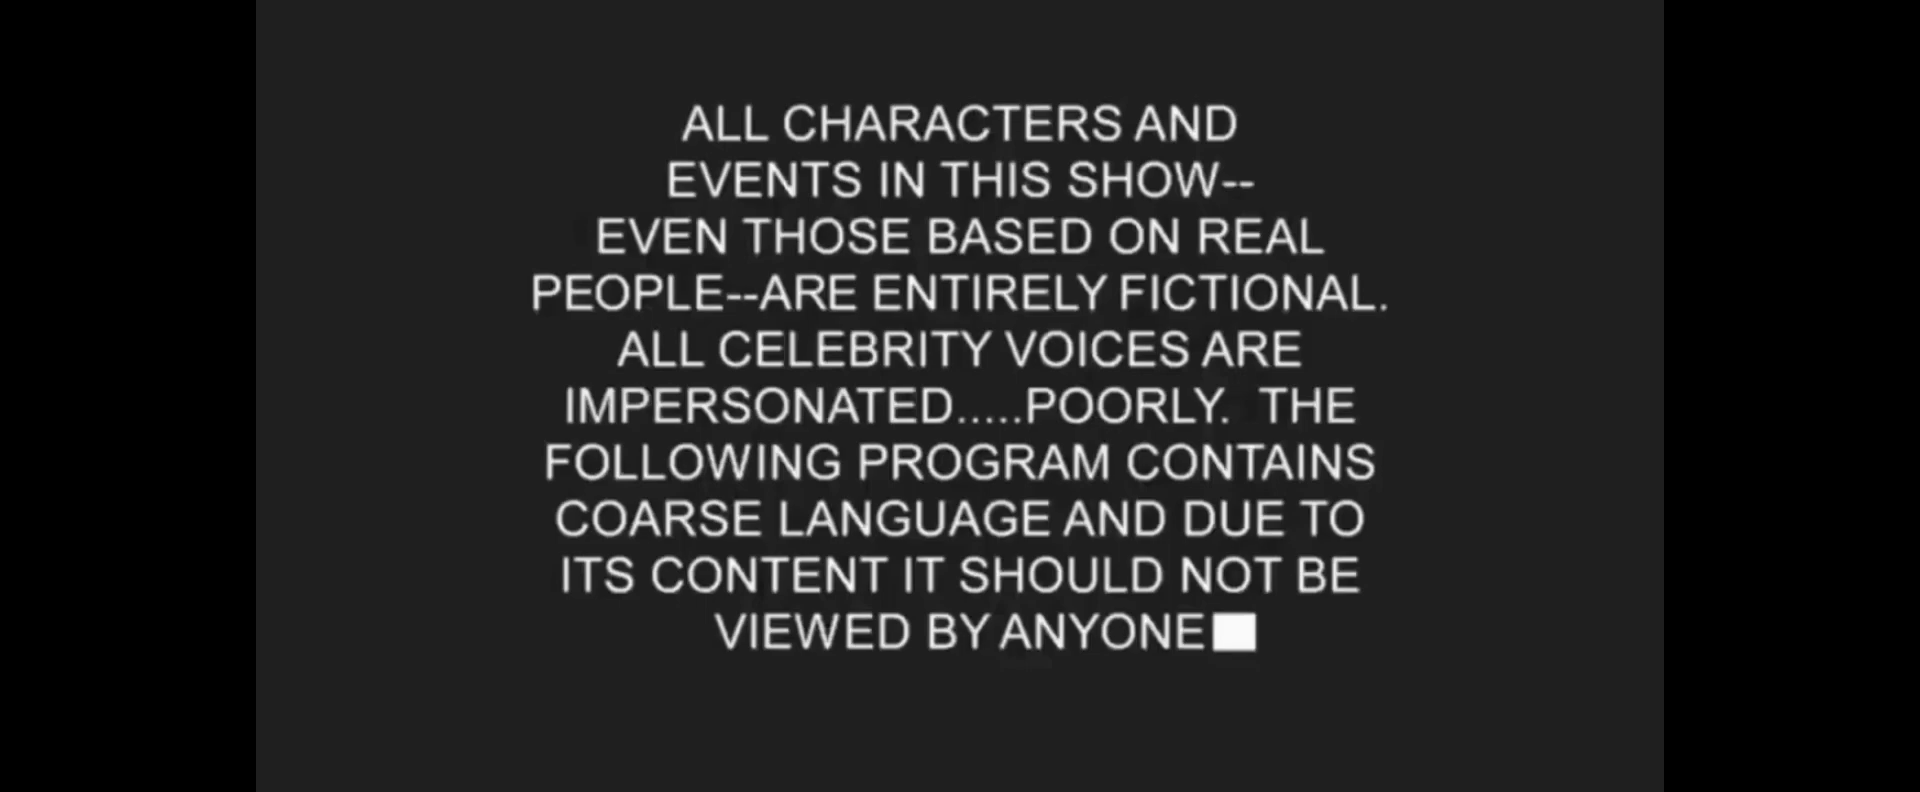 ALL CHARACTERS AND
EVENTS IN THIS SHOW--
EVEN THOSE BASED ON REAL
PEOPLE--ARE ENTIRELY FICTIONAL.
ALL CELEBRITY VOICES ARE
IMPERSONATED.....POORLY.  THE
FOLLOWING PROGRAM CONTAINS
COARSE LANGUAGE AND DUE TO
ITS CONTENT IT SHOULD NOT BE
VIEWED BY ANYONE